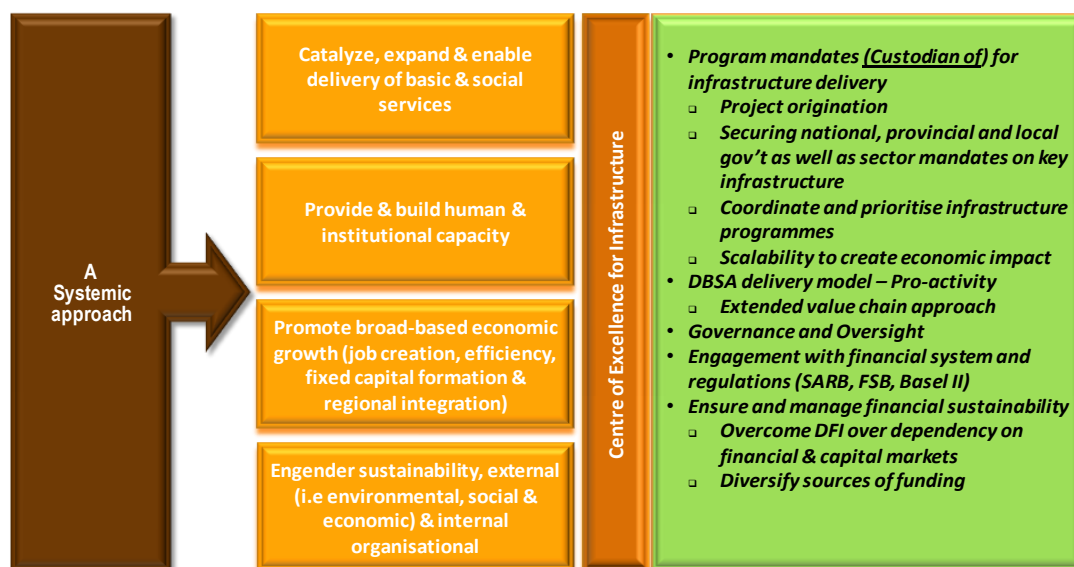 A
Systemic
approach
Catalyze, expand & enable
delivery of basic & social
services
Provide & build human &
institutional capacity
Promote broad-based economic
growth (job creation, efficiency,
fixed capital formation &
regional integration)
Engender sustainability, external
(i.e environmental, social &
economic) & internal
organisational
Centre of Excellence for Infrastructure
• Program mandates (Custodian of) for
infrastructure delivery
❑ Project origination
❑ Securing national, provincial and local
gov’t as well as sector mandates on key
infrastructure
❑ Coordinate and prioritise infrastructure
programmes
❑ Scalability to create economic impact
• DBSA delivery model – Pro-activity
❑ Extended value chain approach
• Governance and Oversight
• Engagement with financial system and
regulations (SARB, FSB, Basel II)
• Ensure and manage financial sustainability
❑ Overcome DFI over dependency on
financial & capital markets
❑ Diversify sources of funding